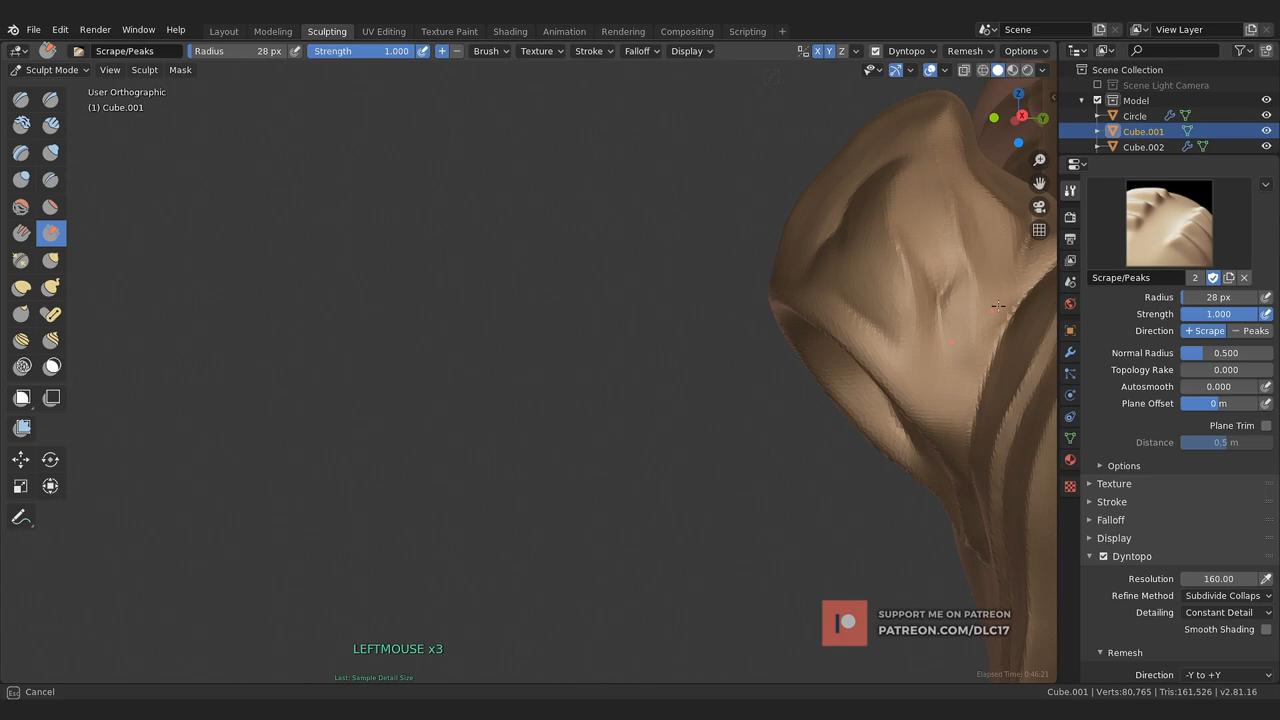 File Edit Render Window Help Layout Modeling Sculpting UV Editing Texture Paint Shading Animation Rendering Compositing Scripting + Scene View Layer
Scrape/Peaks Radius 28 px Strength 1.000 + − Brush Texture Stroke Falloff Display X Y Z Dyntopo Remesh Options
Sculpt Mode View Sculpt Mask
Scene Collection
Scene Light Camera
Model
Circle
Cube.001
Cube.002
User Orthographic
(1) Cube.001
Z
X
Y
Scrape/Peaks 2
Radius 28 px
Strength 1.000
Direction + Scrape − Peaks
Normal Radius 0.500
Topology Rake 0.000
Autosmooth 0.000
Plane Offset 0 m
Plane Trim
Distance 0.5 m
Options
Texture
Stroke
Falloff
Display
Dyntopo
Resolution 160.00
Refine Method Subdivide Collaps
Detailing Constant Detail
Smooth Shading
Remesh
Direction -Y to +Y
SUPPORT ME ON PATREON
PATREON.COM/DLC17
LEFTMOUSE x3
Last: Sample Detail Size
Elapsed Time: 0:46:21
Esc Cancel
Cube.001 | Verts:80,765 | Tris:161,526 | v2.81.16